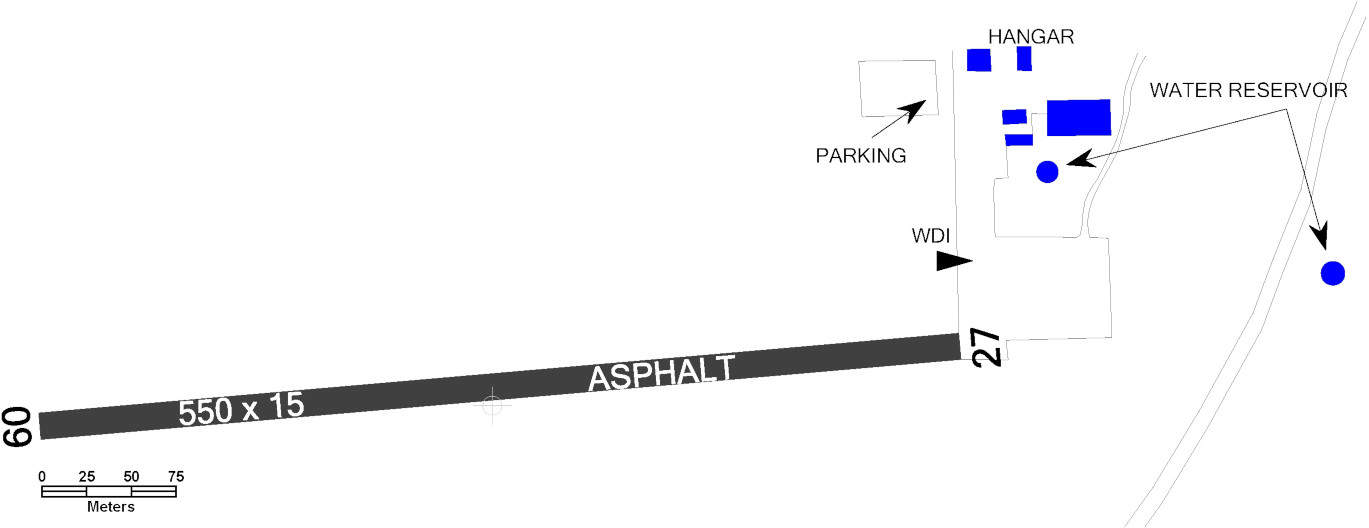 HANGAR
WATER RESERVOIR
PARKING
WDI
27
ASPHALT
550 x 15
09
0 25 50 75
Meters